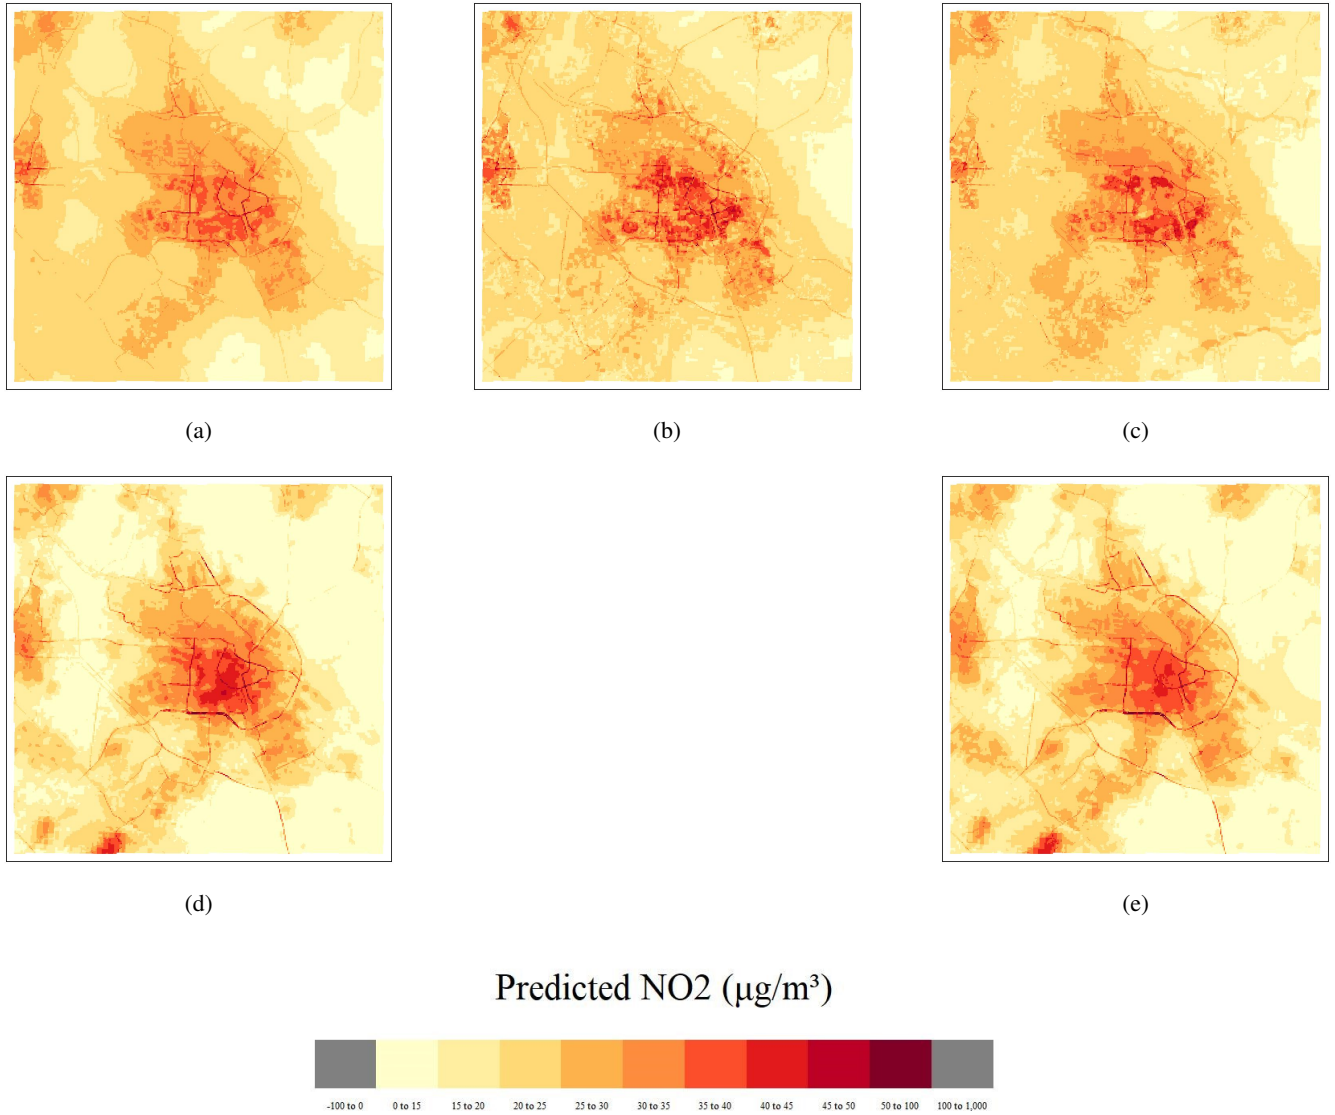 (a)
(b)
(c)
(d)
(e)
Predicted NO2 (μg/m³)
-100 to 0
0 to 15
15 to 20
20 to 25
25 to 30
30 to 35
35 to 40
40 to 45
45 to 50
50 to 100
100 to 1,000